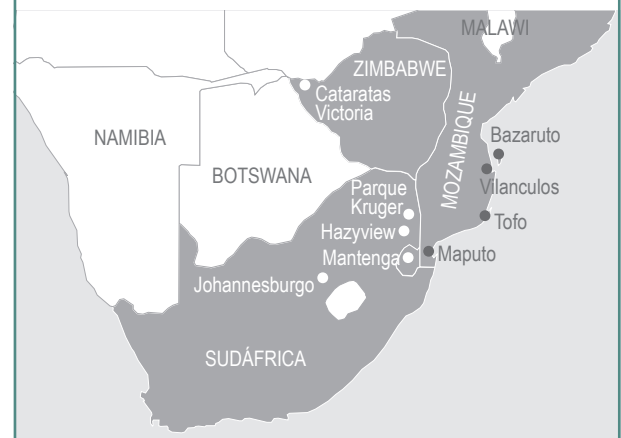 MALAWI
ZIMBABWE
Cataratas
Victoria
MOZAMBIQUE
NAMIBIA
Bazaruto
BOTSWANA
Parque
Kruger
Vilanculos
Hazyview
Tofo
Mantenga
Maputo
Johannesburgo
SUDÁFRICA